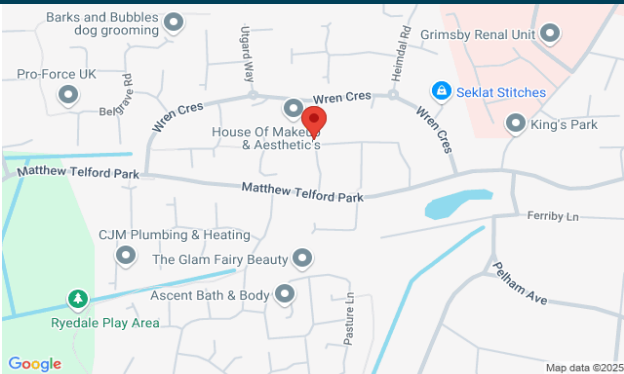 Barks and Bubbles
dog grooming
Grimsby Renal Unit
Utgard Way
Heimdal Rd
Pro-Force UK
Belgrave Rd
Wren Cres
Wren Cres
Seklat Stitches
Wren Cres
King's Park
House Of Makeup
& Aesthetic's
Matthew Telford Park
Matthew Telford Park
Ferriby Ln
CJM Plumbing & Heating
The Glam Fairy Beauty
Pelham Ave
Ascent Bath & Body
Pasture Ln
Ryedale Play Area
Google
Map data ©2025